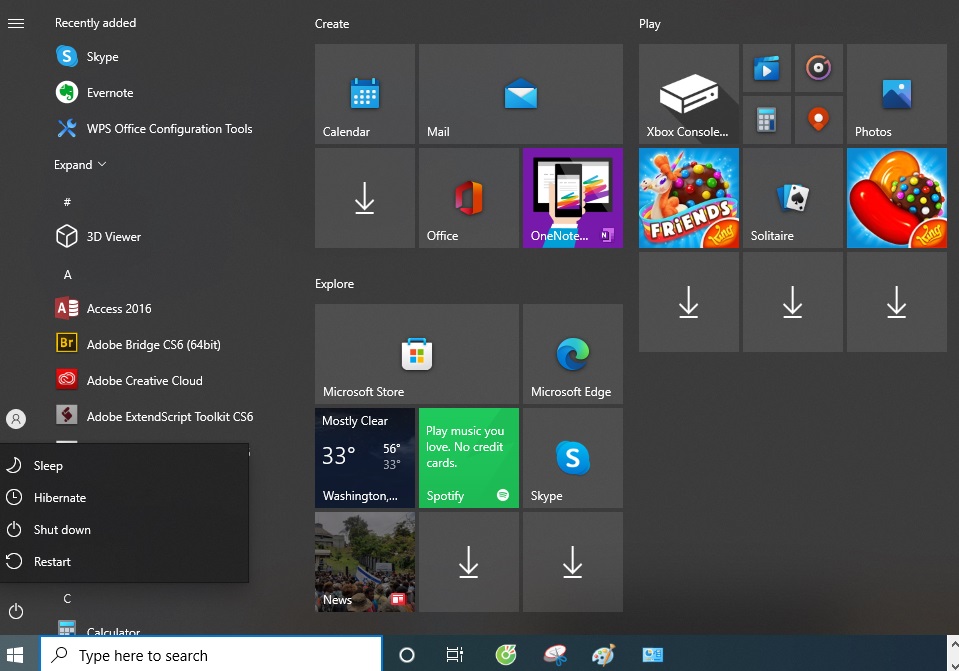 Recently added
Skype
Evernote
WPS Office Configuration Tools
Expand
#
3D Viewer
A
Access 2016
Adobe Bridge CS6 (64bit)
Adobe Creative Cloud
Adobe ExtendScript Toolkit CS6
Sleep
Hibernate
Shut down
Restart
C
Calculator
Create
Calendar
Mail
Office
OneNote...
Explore
Microsoft Store
Microsoft Edge
Mostly Clear
33° 56°
33°
Washington,...
Play music you
love. No credit
cards.
Spotify
Skype
News
Play
Xbox Console...
Photos
FRIENDS
King
Solitaire
King
Type here to search